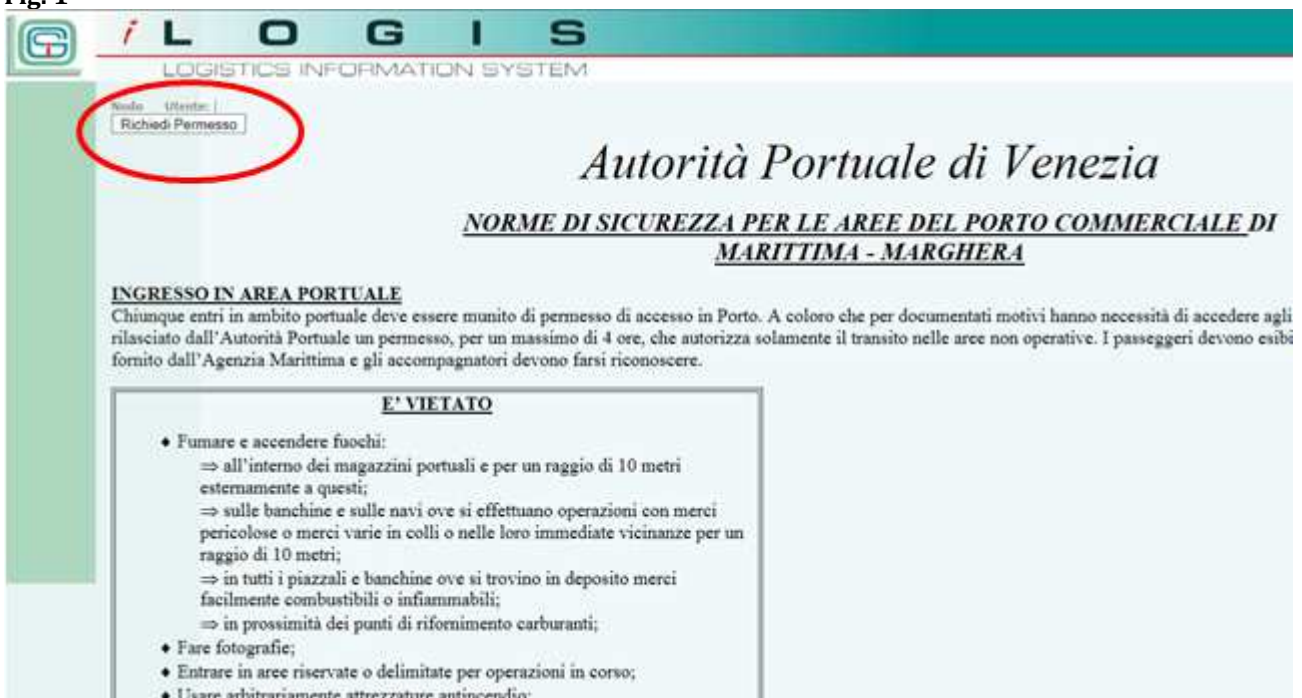 Fig. 1
i L O G I S
LOGISTICS INFORMATION SYSTEM
Nodo Utente: |
Richiedi Permesso
Autorità Portuale di Venezia
NORME DI SICUREZZA PER LE AREE DEL PORTO COMMERCIALE DI
MARITTIMA - MARGHERA
INGRESSO IN AREA PORTUALE
Chiunque entri in ambito portuale deve essere munito di permesso di accesso in Porto. A coloro che per documentati motivi hanno necessità di accedere agli
rilasciato dall'Autorità Portuale un permesso, per un massimo di 4 ore, che autorizza solamente il transito nelle aree non operative. I passeggeri devono esibi
fornito dall'Agenzia Marittima e gli accompagnatori devono farsi riconoscere.
E' VIETATO
♦ Fumare e accendere fuochi:
⇒ all'interno dei magazzini portuali e per un raggio di 10 metri
esternamente a questi;
⇒ sulle banchine e sulle navi ove si effettuano operazioni con merci
pericolose o merci varie in colli o nelle loro immediate vicinanze per un
raggio di 10 metri;
⇒ in tutti i piazzali e banchine ove si trovino in deposito merci
facilmente combustibili o infiammabili;
⇒ in prossimità dei punti di rifornimento carburanti;
♦ Fare fotografie;
♦ Entrare in aree riservate o delimitate per operazioni in corso;
♦ Usare arbitrariamente attrezzature antincendio;